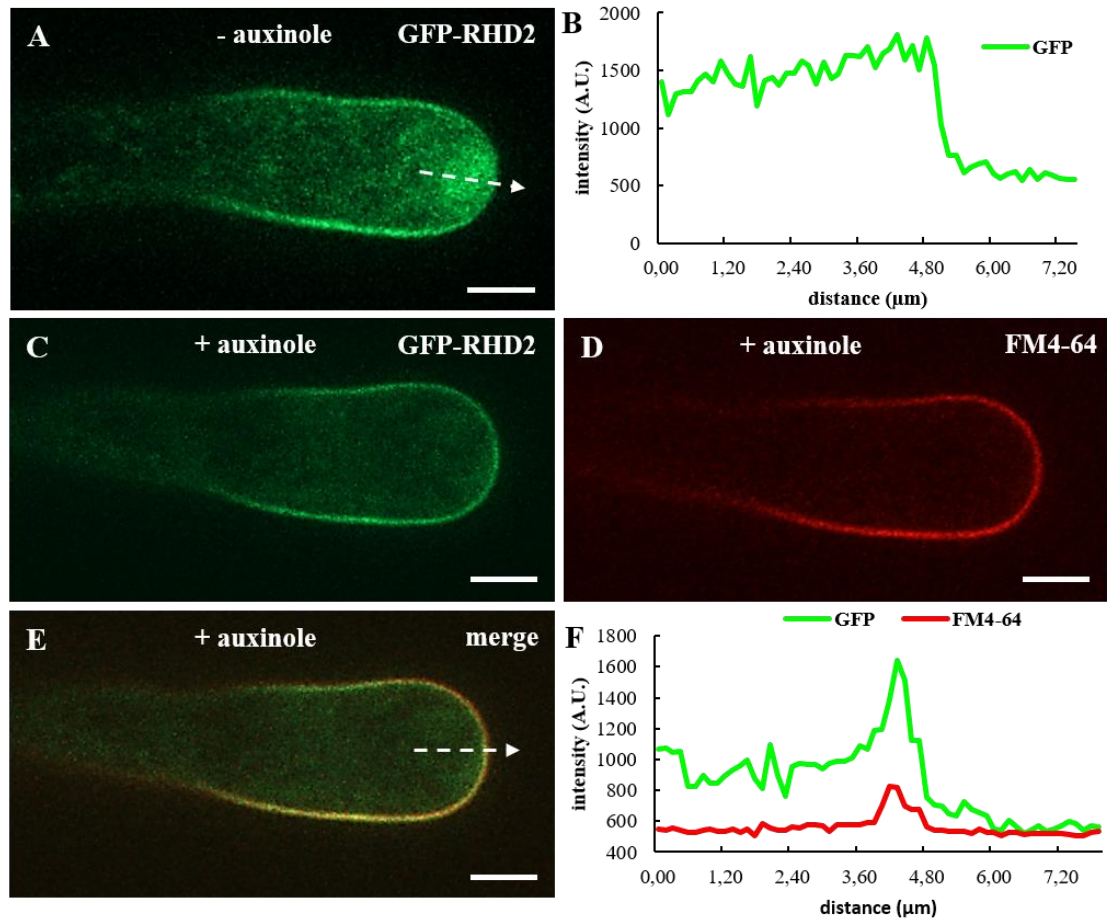 A
- auxinole
GFP-RHD2
B
GFP
2000
1500
1000
500
0
intensity (A.U.)
0,00 1,20 2,40 3,60 4,80 6,00 7,20
distance (µm)
C
+ auxinole
GFP-RHD2
D
+ auxinole
FM4-64
E
+ auxinole
merge
F
GFP
FM4-64
1800
1600
1400
1200
1000
800
600
400
intensity (A.U.)
0,00 1,20 2,40 3,60 4,80 6,00 7,20
distance (µm)